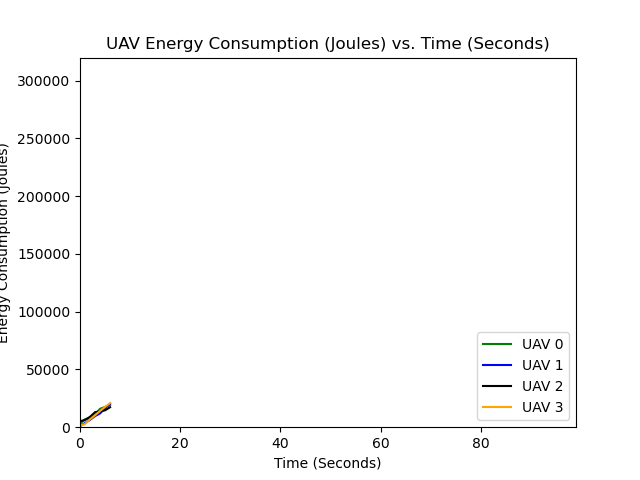 UAV Energy Consumption (Joules) vs. Time (Seconds)
300000
250000
200000
150000
100000
50000
0
Energy Consumption (Joules)
0 20 40 60 80
Time (Seconds)
UAV 0
UAV 1
UAV 2
UAV 3